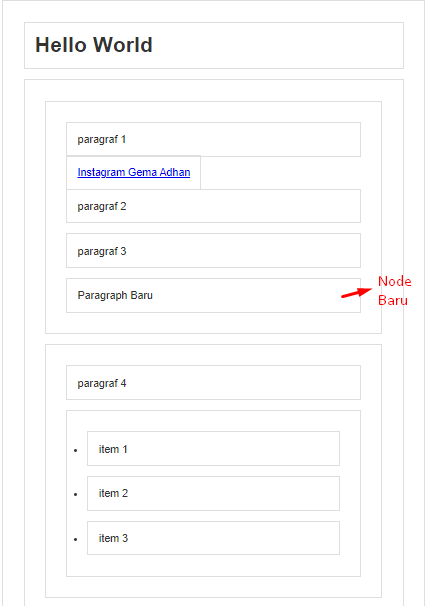 Hello World
paragraf 1
Instagram Gema Adhan
paragraf 2
paragraf 3
Paragraph Baru
Node
Baru
paragraf 4
item 1
item 2
item 3